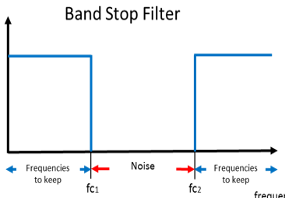 Band Stop Filter
Frequencies to keep
Noise
Frequencies to keep
fc1
fc2